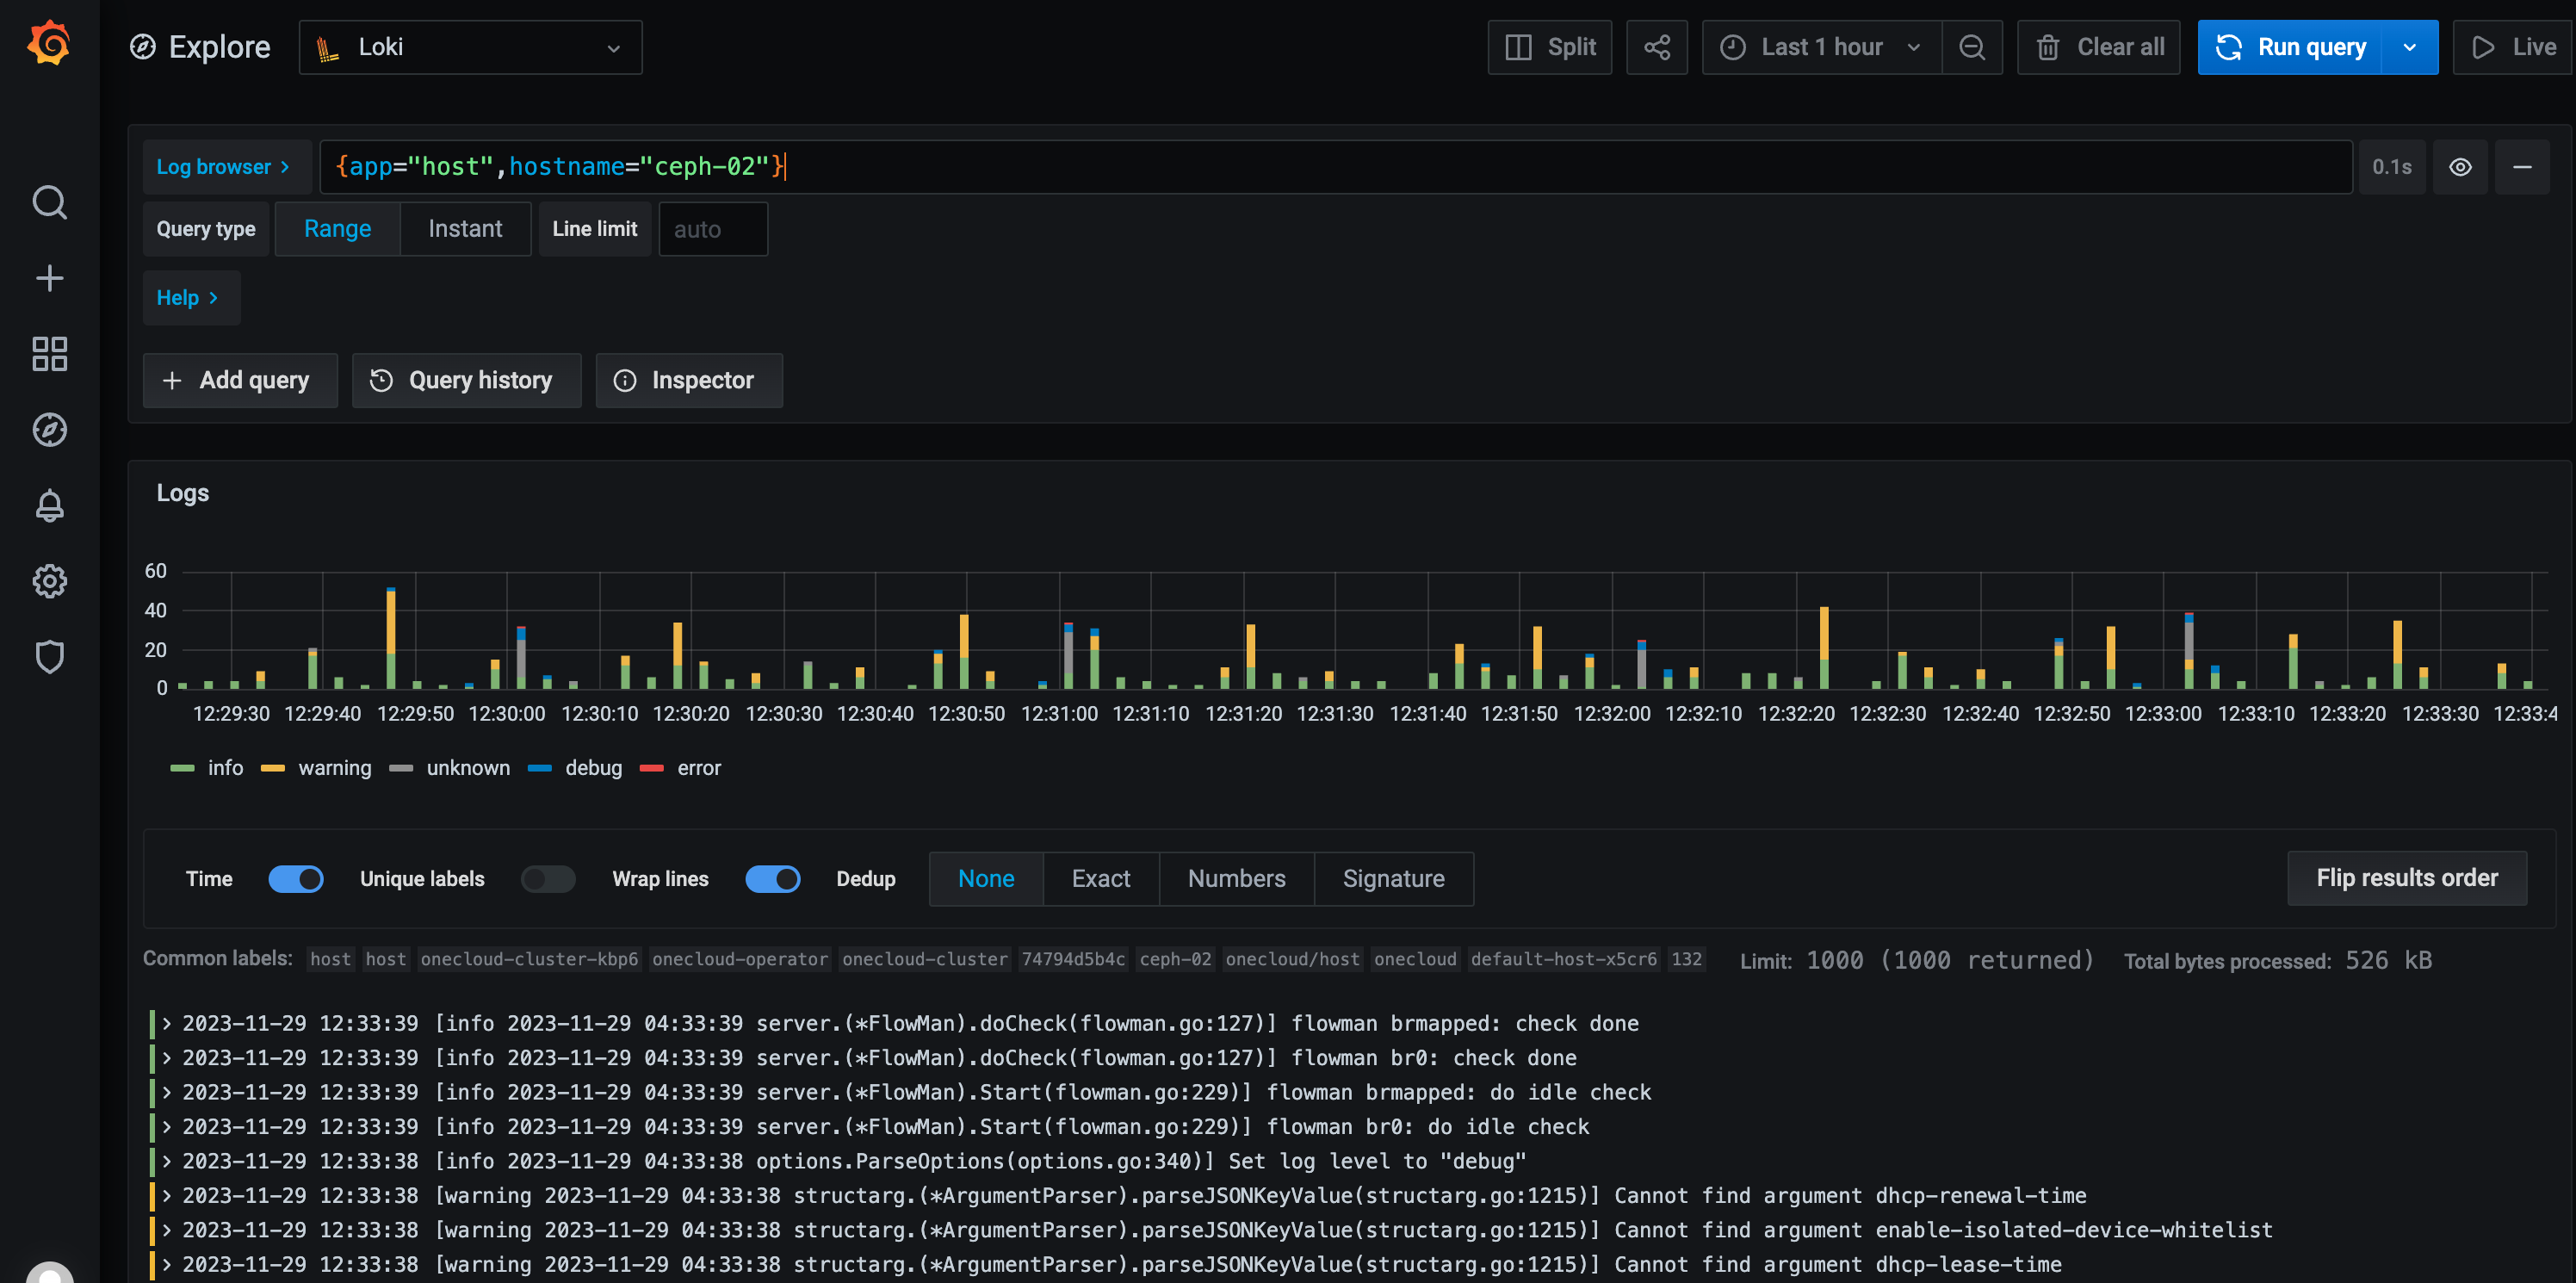 Explore Loki Split Last 1 hour Clear all Run query Live
Log browser > {app="host",hostname="ceph-02"} 0.1s
Query type Range Instant Line limit auto
Help >
+ Add query Query history Inspector
Logs
60
40
20
0
12:29:30 12:29:40 12:29:50 12:30:00 12:30:10 12:30:20 12:30:30 12:30:40 12:30:50 12:31:00 12:31:10 12:31:20 12:31:30 12:31:40 12:31:50 12:32:00 12:32:10 12:32:20 12:32:30 12:32:40 12:32:50 12:33:00 12:33:10 12:33:20 12:33:30 12:33:4
info warning unknown debug error
Time Unique labels Wrap lines Dedup None Exact Numbers Signature Flip results order
Common labels: host host onecloud-cluster-kbp6 onecloud-operator onecloud-cluster 74794d5b4c ceph-02 onecloud/host onecloud default-host-x5cr6 132 Limit: 1000 (1000 returned) Total bytes processed: 526 kB
> 2023-11-29 12:33:39 [info 2023-11-29 04:33:39 server.(*FlowMan).doCheck(flowman.go:127)] flowman brmapped: check done
> 2023-11-29 12:33:39 [info 2023-11-29 04:33:39 server.(*FlowMan).doCheck(flowman.go:127)] flowman br0: check done
> 2023-11-29 12:33:39 [info 2023-11-29 04:33:39 server.(*FlowMan).Start(flowman.go:229)] flowman brmapped: do idle check
> 2023-11-29 12:33:39 [info 2023-11-29 04:33:39 server.(*FlowMan).Start(flowman.go:229)] flowman br0: do idle check
> 2023-11-29 12:33:38 [info 2023-11-29 04:33:38 options.ParseOptions(options.go:340)] Set log level to "debug"
> 2023-11-29 12:33:38 [warning 2023-11-29 04:33:38 structarg.(*ArgumentParser).parseJSONKeyValue(structarg.go:1215)] Cannot find argument dhcp-renewal-time
> 2023-11-29 12:33:38 [warning 2023-11-29 04:33:38 structarg.(*ArgumentParser).parseJSONKeyValue(structarg.go:1215)] Cannot find argument enable-isolated-device-whitelist
> 2023-11-29 12:33:38 [warning 2023-11-29 04:33:38 structarg.(*ArgumentParser).parseJSONKeyValue(structarg.go:1215)] Cannot find argument dhcp-lease-time